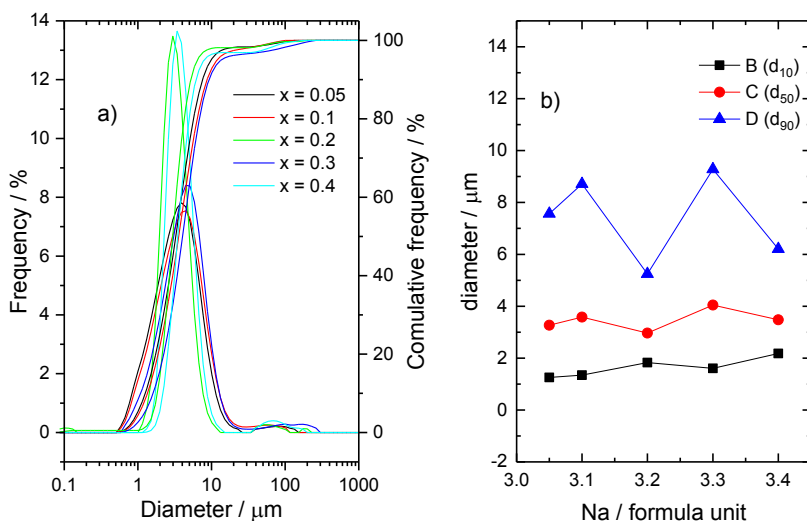 14
12
10
8
6
4
2
0
Frequency / %
a)
x = 0.05
x = 0.1
x = 0.2
x = 0.3
x = 0.4
100
80
60
40
20
0
Comulative frequency / %
0.1 1 10 100 1000
Diameter / μm
14
12
10
8
6
4
2
0
-2
diameter / μm
b)
B (d10)
C (d50)
D (d90)
3.0 3.1 3.2 3.3 3.4
Na / formula unit